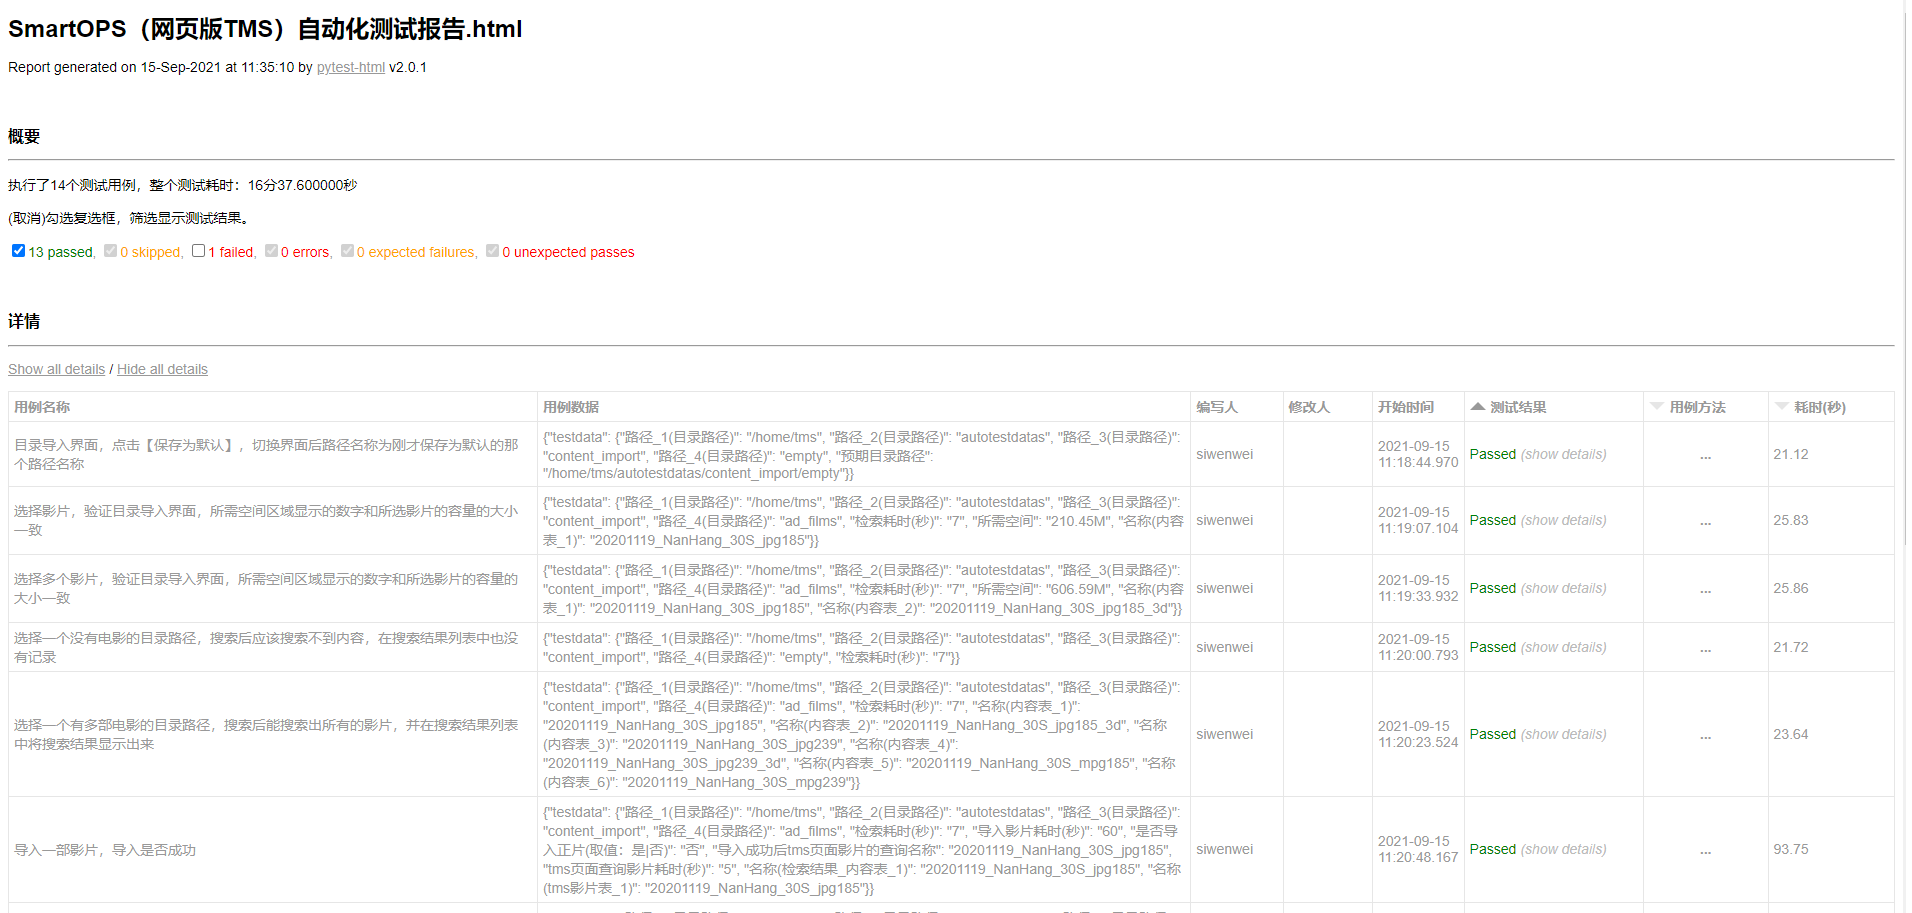 SmartOPS（网页版TMS）自动化测试报告.html
Report generated on 15-Sep-2021 at 11:35:10 by pytest-html v2.0.1
概要
执行了14个测试用例，整个测试耗时：16分37.600000秒
(取消)勾选复选框，筛选显示测试结果。
13 passed, 0 skipped, 1 failed, 0 errors, 0 expected failures, 0 unexpected passes
详情
Show all details / Hide all details
用例名称 用例数据 编写人 修改人 开始时间 测试结果 用例方法 耗时(秒)
目录导入界面，点击【保存为默认】，切换界面后路径名称为刚才保存为默认的那
个路径名称
{"testdata": {"路径_1(目录路径)": "/home/tms", "路径_2(目录路径)": "autotestdatas", "路径_3(目录路径)":
"content_import", "路径_4(目录路径)": "empty", "预期目录路径":
"/home/tms/autotestdatas/content_import/empty"}}
siwenwei
2021-09-15
11:18:44.970
Passed (show details)
...
21.12
选择影片，验证目录导入界面，所需空间区域显示的数字和所选影片的容量的大小
一致
{"testdata": {"路径_1(目录路径)": "/home/tms", "路径_2(目录路径)": "autotestdatas", "路径_3(目录路径)":
"content_import", "路径_4(目录路径)": "ad_films", "检索耗时(秒)": "7", "所需空间": "210.45M", "名称(内容
表_1)": "20201119_NanHang_30S_jpg185"}}
siwenwei
2021-09-15
11:19:07.104
Passed (show details)
...
25.83
选择多个影片，验证目录导入界面，所需空间区域显示的数字和所选影片的容量的
大小一致
{"testdata": {"路径_1(目录路径)": "/home/tms", "路径_2(目录路径)": "autotestdatas", "路径_3(目录路径)":
"content_import", "路径_4(目录路径)": "ad_films", "检索耗时(秒)": "7", "所需空间": "606.59M", "名称(内容
表_1)": "20201119_NanHang_30S_jpg185", "名称(内容表_2)": "20201119_NanHang_30S_jpg185_3d"}}
siwenwei
2021-09-15
11:19:33.932
Passed (show details)
...
25.86
选择一个没有电影的目录路径，搜索后应该搜索不到内容，在搜索结果列表中也没
有记录
{"testdata": {"路径_1(目录路径)": "/home/tms", "路径_2(目录路径)": "autotestdatas", "路径_3(目录路径)":
"content_import", "路径_4(目录路径)": "empty", "检索耗时(秒)": "7"}}
siwenwei
2021-09-15
11:20:00.793
Passed (show details)
...
21.72
选择一个有多部电影的目录路径，搜索后能搜索出所有的影片，并在搜索结果列表
中将搜索结果显示出来
{"testdata": {"路径_1(目录路径)": "/home/tms", "路径_2(目录路径)": "autotestdatas", "路径_3(目录路径)":
"content_import", "路径_4(目录路径)": "ad_films", "检索耗时(秒)": "7", "名称(内容表_1)":
"20201119_NanHang_30S_jpg185", "名称(内容表_2)": "20201119_NanHang_30S_jpg185_3d", "名称
(内容表_3)": "20201119_NanHang_30S_jpg239", "名称(内容表_4)":
"20201119_NanHang_30S_jpg239_3d", "名称(内容表_5)": "20201119_NanHang_30S_mpg185", "名称
(内容表_6)": "20201119_NanHang_30S_mpg239"}}
siwenwei
2021-09-15
11:20:23.524
Passed (show details)
...
23.64
导入一部影片，导入是否成功
{"testdata": {"路径_1(目录路径)": "/home/tms", "路径_2(目录路径)": "autotestdatas", "路径_3(目录路径)":
"content_import", "路径_4(目录路径)": "ad_films", "检索耗时(秒)": "7", "导入影片耗时(秒)": "60", "是否导
入正片(取值：是|否)": "否", "导入成功后tms页面影片的查询名称": "20201119_NanHang_30S_jpg185",
"tms页面查询影片耗时(秒)": "5", "名称(检索结果_内容表_1)": "20201119_NanHang_30S_jpg185", "名称
(tms影片表_1)": "20201119_NanHang_30S_jpg185"}}
siwenwei
2021-09-15
11:20:48.167
Passed (show details)
...
93.75